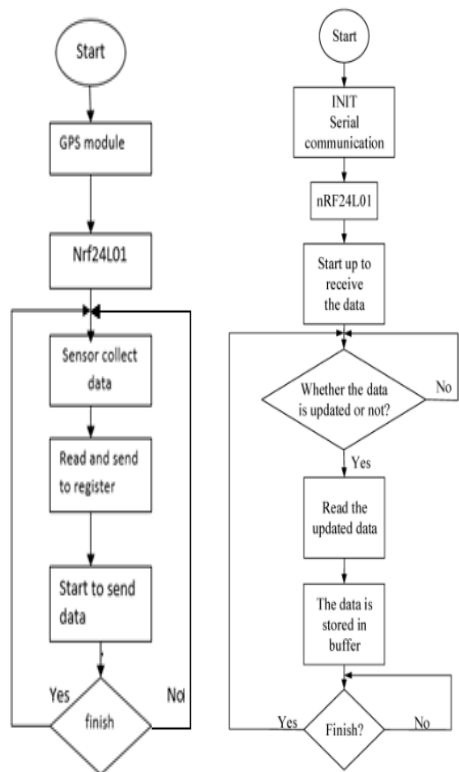 Start
GPS module
Nrf24L01
Sensor collect
data
Read and send
to register
Start to send
data
Yes
No
finish
Start
INIT
Serial
communication
nRF24L01
Start up to
receive
the data
Whether the data
is updated or not?
No
Yes
Read the
updated data
The data is
stored in
buffer
Finish?
Yes
No